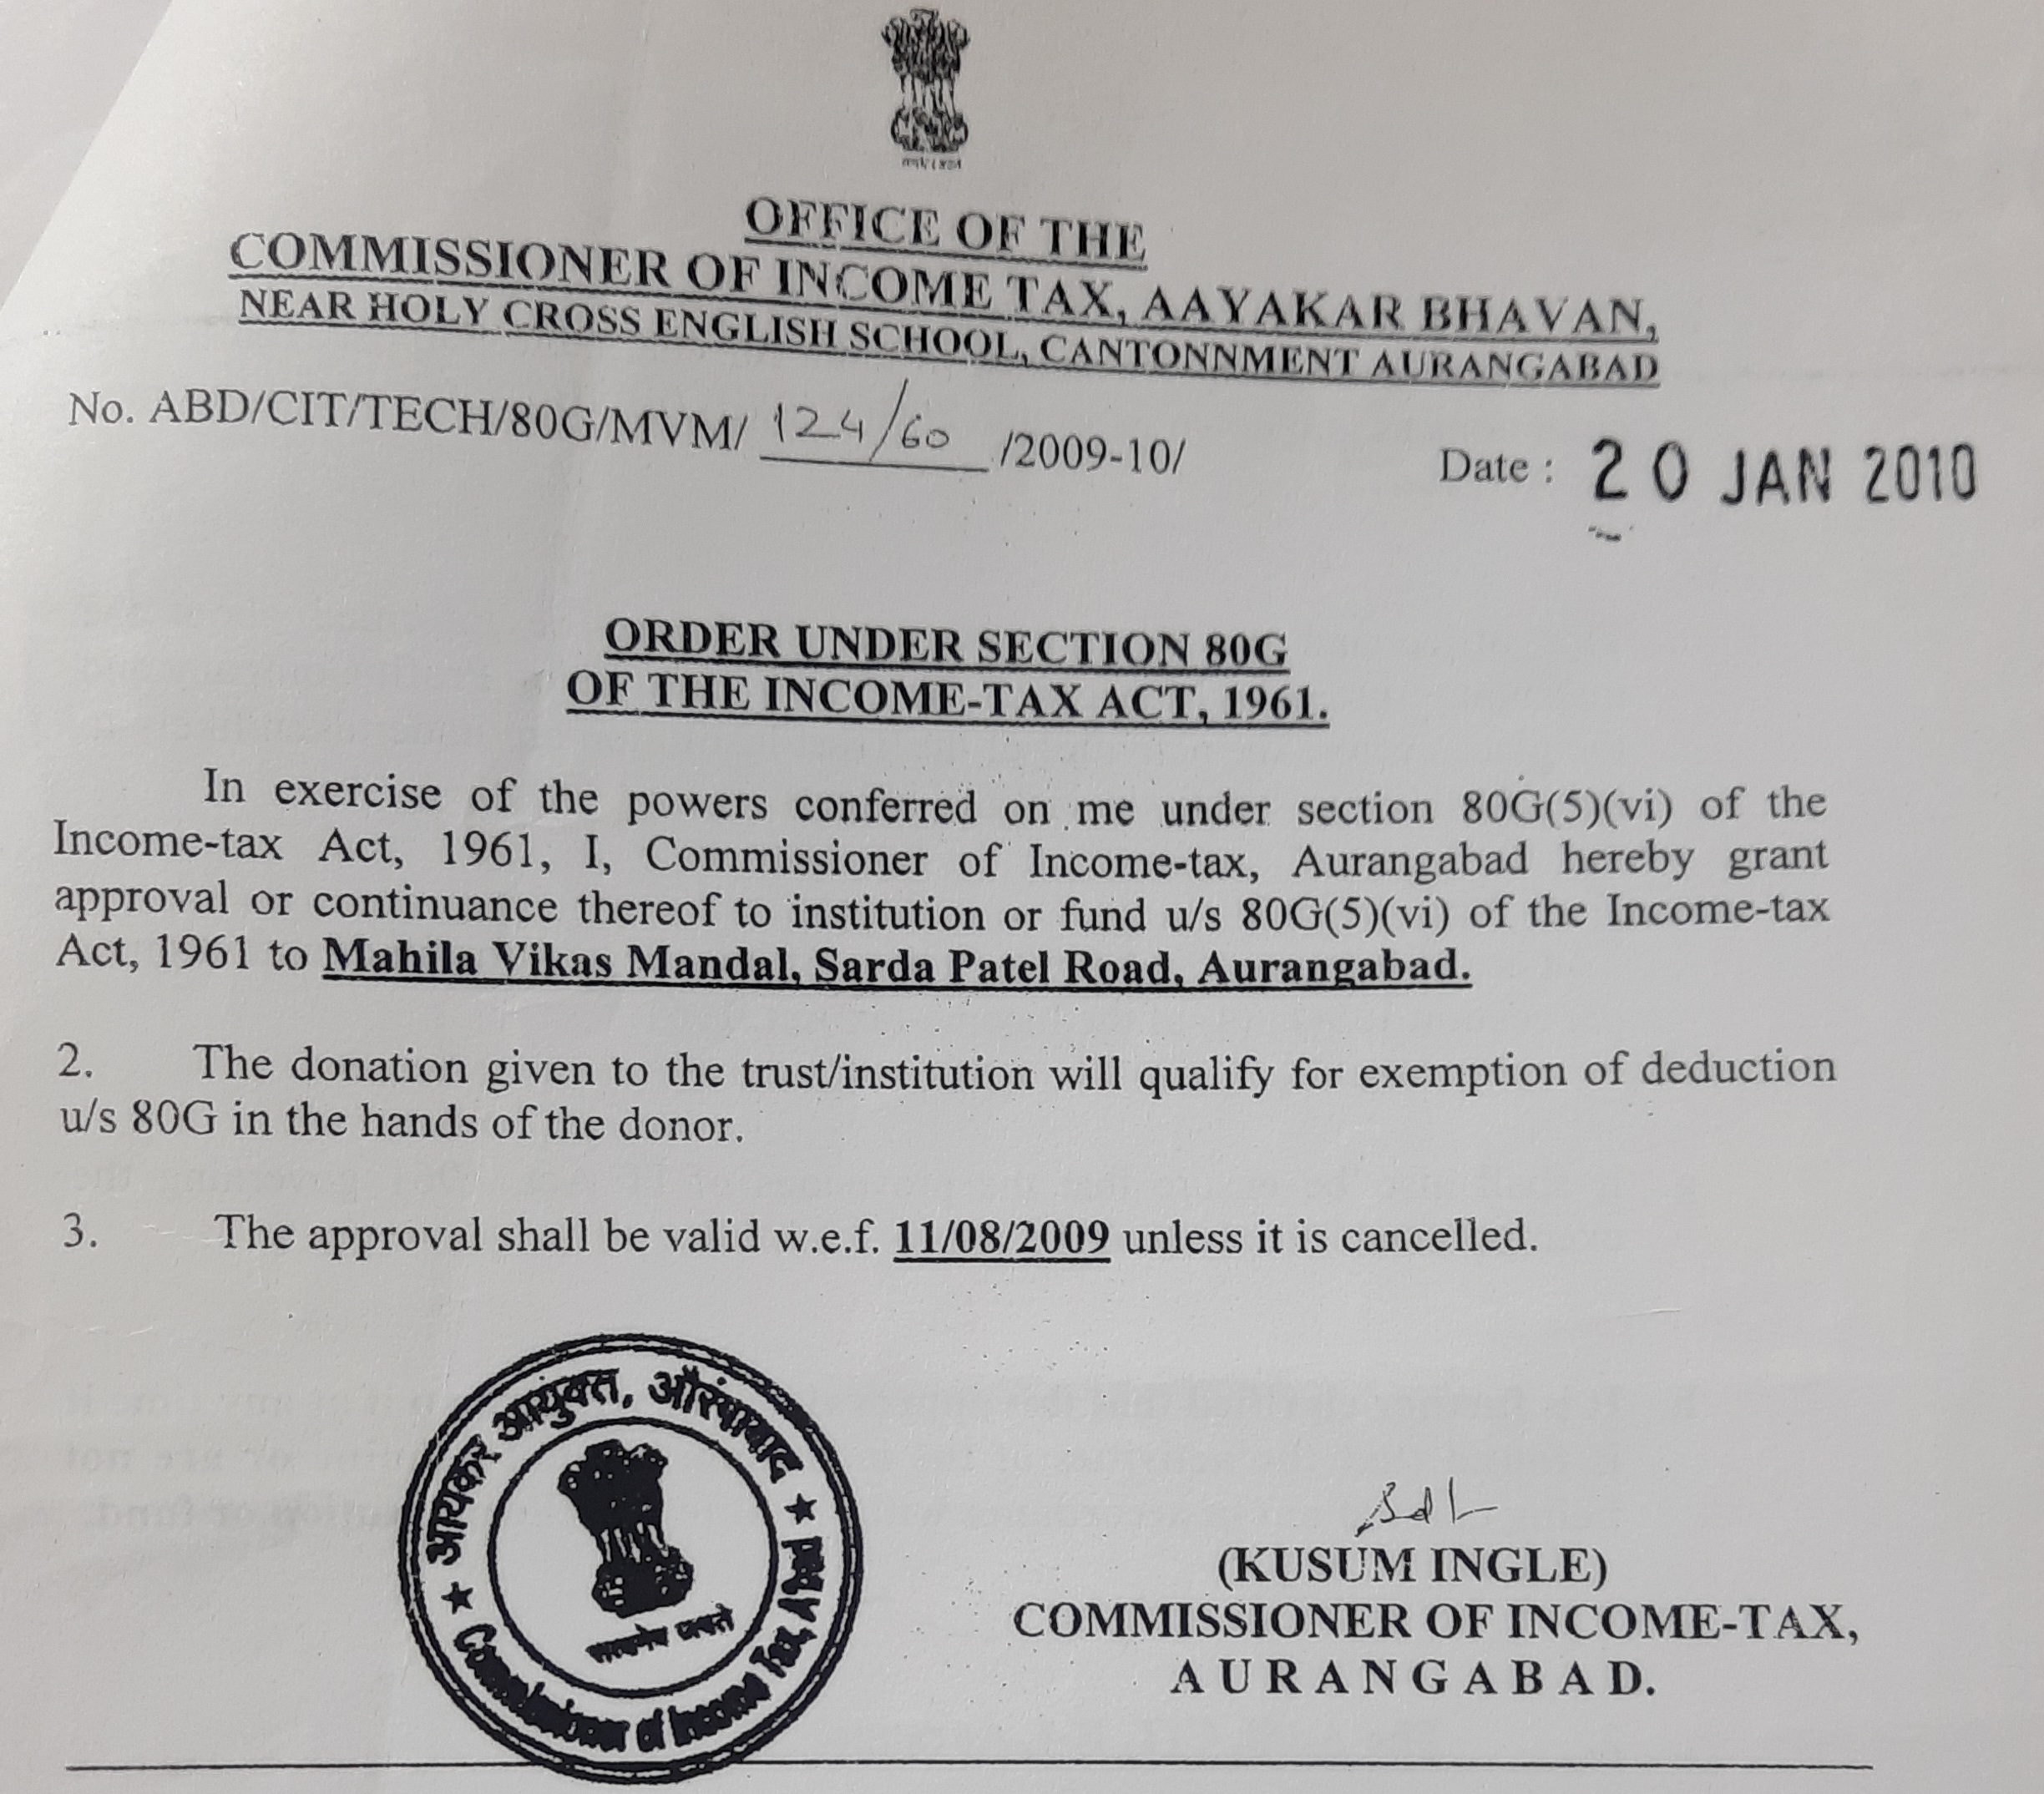 OFFICE OF THE
COMMISSIONER OF INCOME TAX, AAYAKAR BHAVAN,
NEAR HOLY CROSS ENGLISH SCHOOL, CANTONNMENT AURANGABAD
No. ABD/CIT/TECH/80G/MVM/ 124/60 /2009-10/
Date : 20 JAN 2010
ORDER UNDER SECTION 80G
OF THE INCOME-TAX ACT, 1961.
In exercise of the powers conferred on me under section 80G(5)(vi) of the
Income-tax Act, 1961, I, Commissioner of Income-tax, Aurangabad hereby grant
approval or continuance thereof to institution or fund u/s 80G(5)(vi) of the Income-tax
Act, 1961 to Mahila Vikas Mandal, Sarda Patel Road, Aurangabad.
2. The donation given to the trust/institution will qualify for exemption of deduction
u/s 80G in the hands of the donor.
3. The approval shall be valid w.e.f. 11/08/2009 unless it is cancelled.
आयकर आयुक्त, औरंगाबाद
सत्यमेव जयते
Commissioner of Income Tax, A'bad
Sd/-
(KUSUM INGLE)
COMMISSIONER OF INCOME-TAX,
AURANGABAD.